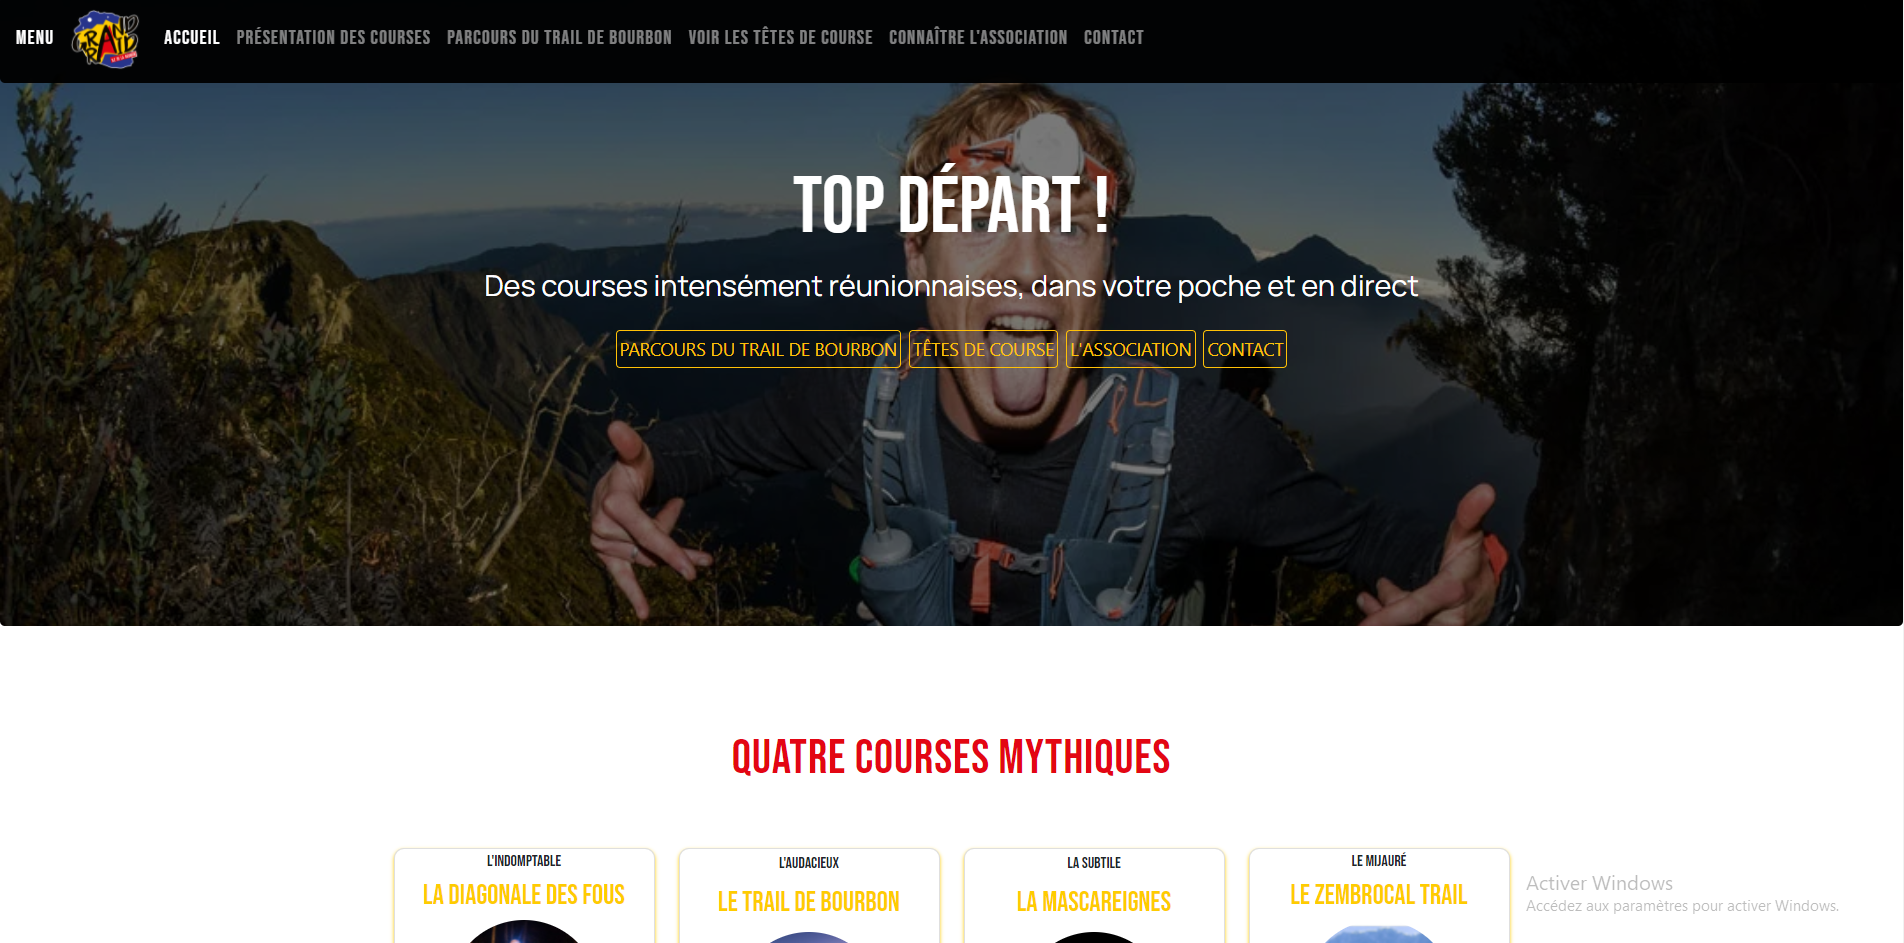 MENU
GRAND RAID
ACCUEIL PRÉSENTATION DES COURSES PARCOURS DU TRAIL DE BOURBON VOIR LES TÊTES DE COURSE CONNAÎTRE L'ASSOCIATION CONTACT
TOP DÉPART !
Des courses intensément réunionnaises, dans votre poche et en direct
PARCOURS DU TRAIL DE BOURBON TÊTES DE COURSE L'ASSOCIATION CONTACT
QUATRE COURSES MYTHIQUES
L'INDOMPTABLE
LA DIAGONALE DES FOUS
L'AUDACIEUX
LE TRAIL DE BOURBON
LA SUBTILE
LA MASCAREIGNES
LE MIJAURÉ
LE ZEMBROCAL TRAIL
Activer Windows
Accédez aux paramètres pour activer Windows.